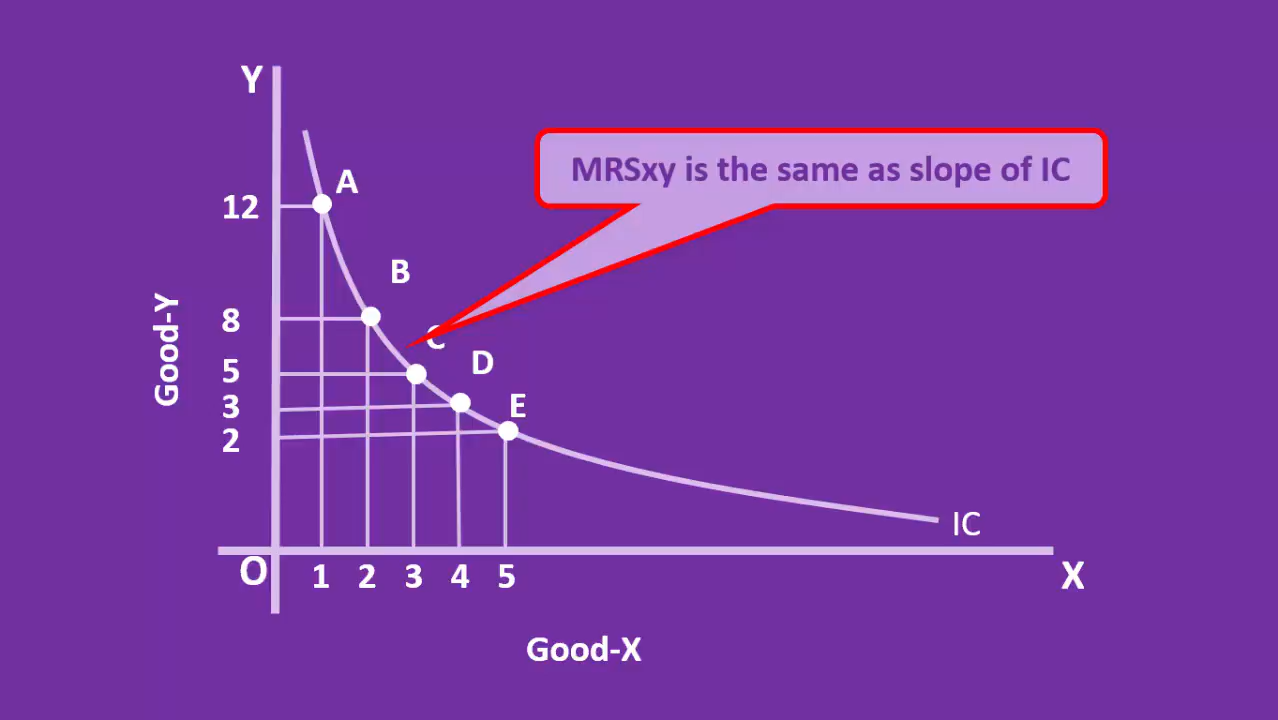 Y
MRSxy is the same as slope of IC
A
12
B
8
C
D
5
E
3
2
Good-Y
IC
O
1 2 3 4 5
X
Good-X